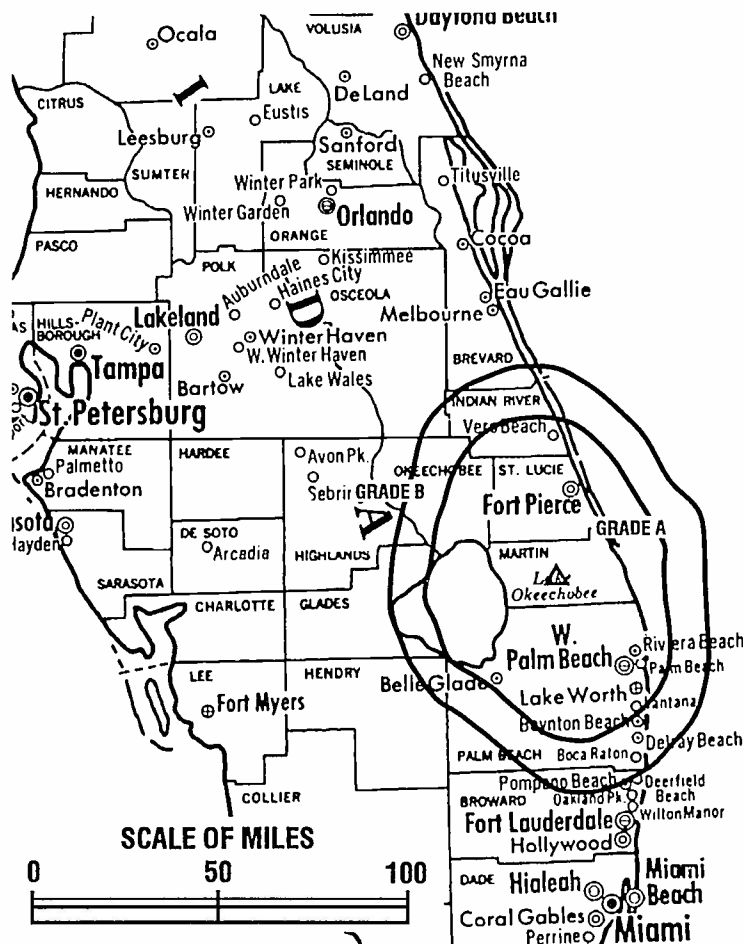 Daytona Beach
VOLUSIA
Ocala
New Smyrna
Beach
LAKE
DeLand
CITRUS
Eustis
Leesburg
Sanford
SEMINOLE
SUMTER
Titusville
Winter Park
HERNANDO
Winter Garden
Orlando
ORANGE
PASCO
Cocoa
Kissimmee
POLK
Auburndale
Haines City
OSCEOLA
Eau Gallie
Melbourne
HILLS-
BOROUGH
Plant City
Lakeland
D
Winter Haven
W. Winter Haven
Tampa
BREVARD
Lake Wales
Bartow
INDIAN RIVER
St. Petersburg
Vero Beach
MANATEE
HARDEE
Avon Pk.
OKEECHOBEE
ST. LUCIE
Palmetto
Bradenton
Sebrin
GRADE B
Fort Pierce
A
asota
Hayden
DE SOTO
GRADE A
Arcadia
HIGHLANDS
MARTIN
SARASOTA
Lake
Okeechobee
CHARLOTTE
GLADES
W.
Palm Beach
Riviera Beach
Palm Beach
LEE
HENDRY
Belle Glade
Lake Worth
Lantana
Fort Myers
Boynton Beach
Delray Beach
PALM BEACH
Boca Raton
COLLIER
Pompano Beach
Deerfield
Beach
BROWARD
Oakland Pk.
Wilton Manor
SCALE OF MILES
Fort Lauderdale
Hollywood
0 50 100
DADE
Hialeah
Miami
Beach
Coral Gables
Miami
Perrine